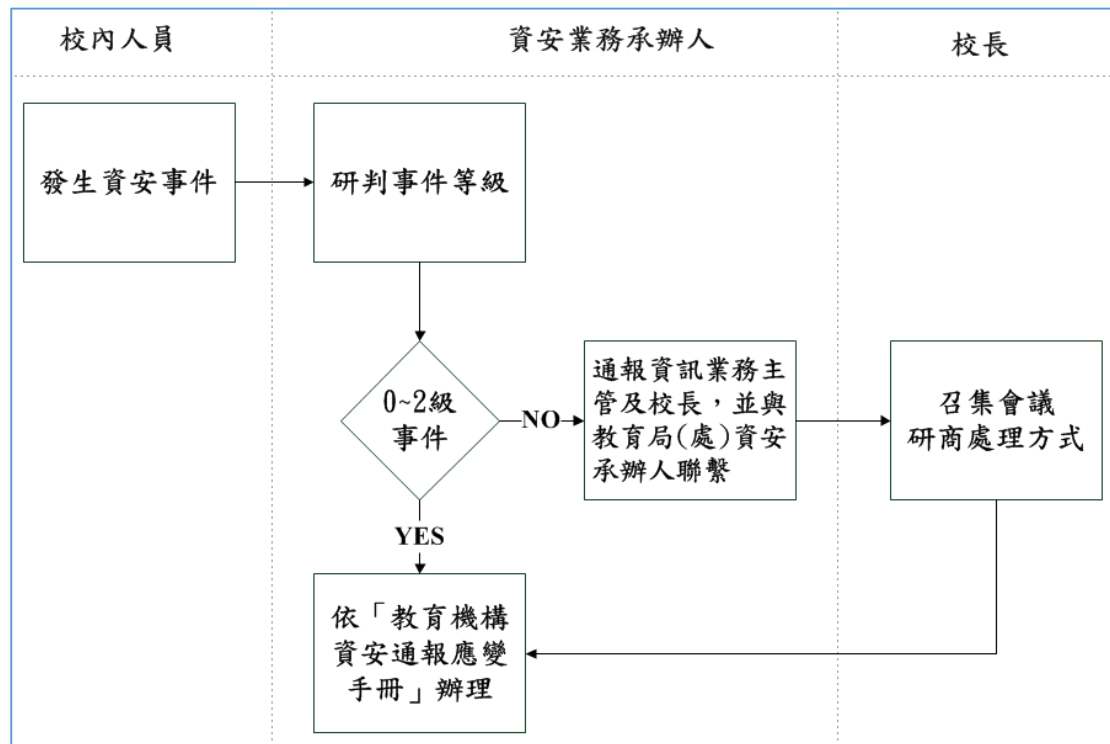 校內人員
資安業務承辦人
校長
發生資安事件
研判事件等級
0~2級
事件
NO
通報資訊業務主
管及校長，並與
教育局(處)資安
承辦人聯繫
召集會議
研商處理方式
YES
依「教育機構
資安通報應變
手冊」辦理